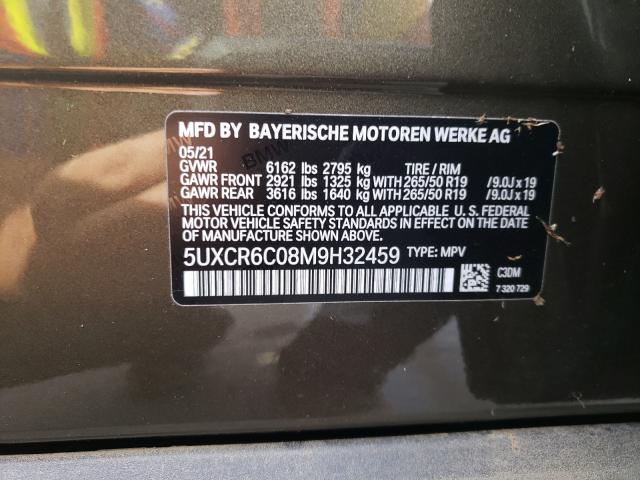 MFD BY BAYERISCHE MOTOREN WERKE AG
05/21
GVWR 6162 lbs 2795 kg TIRE / RIM
GAWR FRONT 2921 lbs 1325 kg WITH 265/50 R19 /9.0J x 19
GAWR REAR 3616 lbs 1640 kg WITH 265/50 R19 /9.0J x 19
THIS VEHICLE CONFORMS TO ALL APPLICABLE U. S. FEDERAL
MOTOR VEHICLE SAFETY STANDARDS IN EFFECT ON THE
DATE OF MANUFACTURE SHOWN ABOVE.
5UXCR6C08M9H32459 TYPE: MPV
C3DM
7 320 729